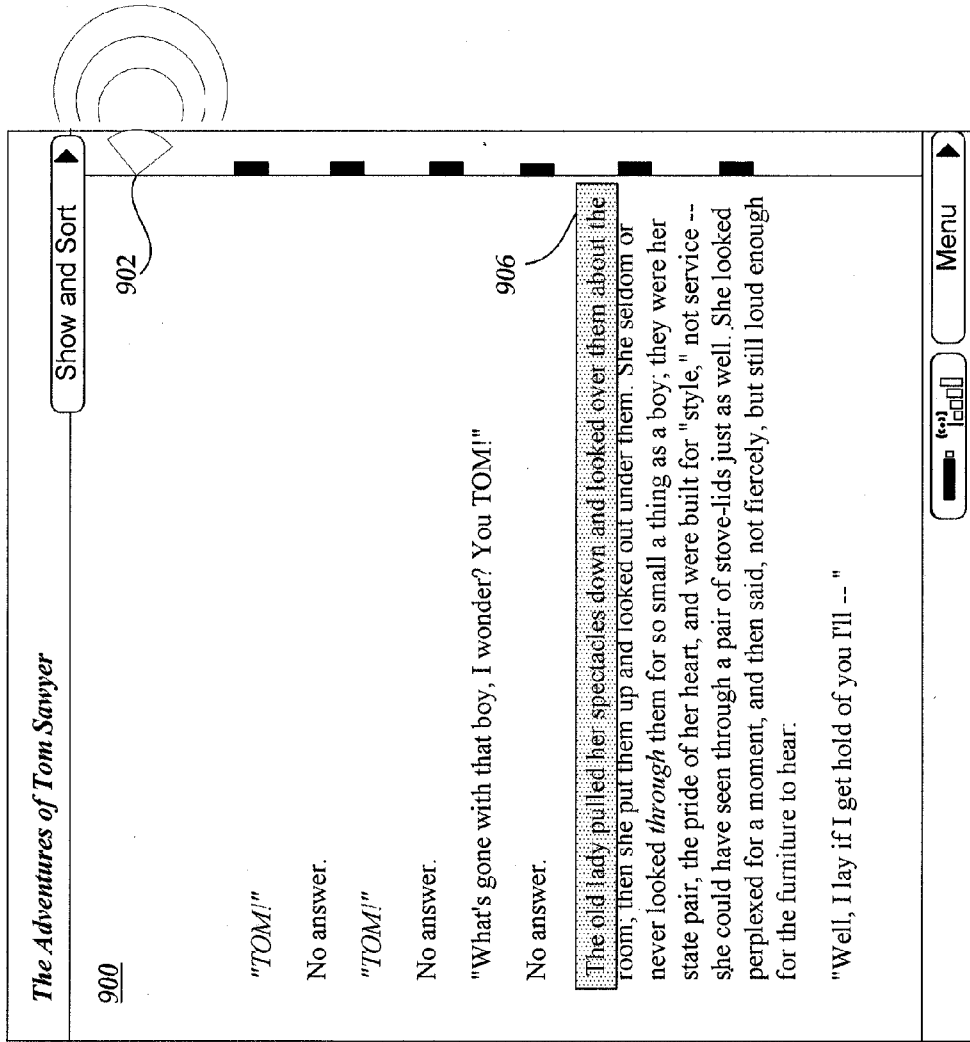 The Adventures of Tom Sawyer
Show and Sort
900
902
"TOM!"
No answer.
"TOM!"
No answer.
"What's gone with that boy, I wonder? You TOM!"
No answer.
906
The old lady pulled her spectacles down and looked over them about the
room; then she put them up and looked out under them. She seldom or
never looked through them for so small a thing as a boy; they were her
state pair, the pride of her heart, and were built for "style," not service --
she could have seen through a pair of stove-lids just as well. She looked
perplexed for a moment, and then said, not fiercely, but still loud enough
for the furniture to hear:
"Well, I lay if I get hold of you I'll -- "
Menu